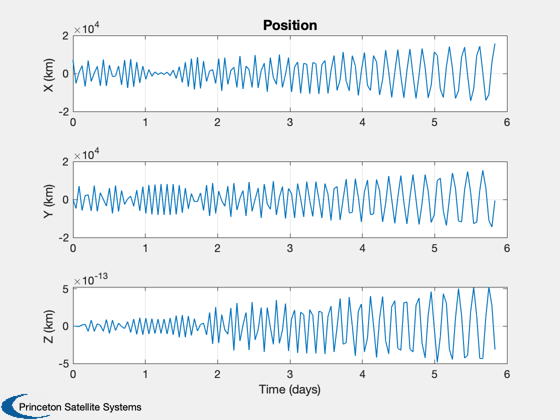 Position
×10⁴
2
0
-2
X (km)
0 1 2 3 4 5 6
×10⁴
2
0
-2
Y (km)
0 1 2 3 4 5 6
×10⁻¹³
5
0
-5
Z (km)
0 1 2 3 4 5 6
Time (days)
Princeton Satellite Systems